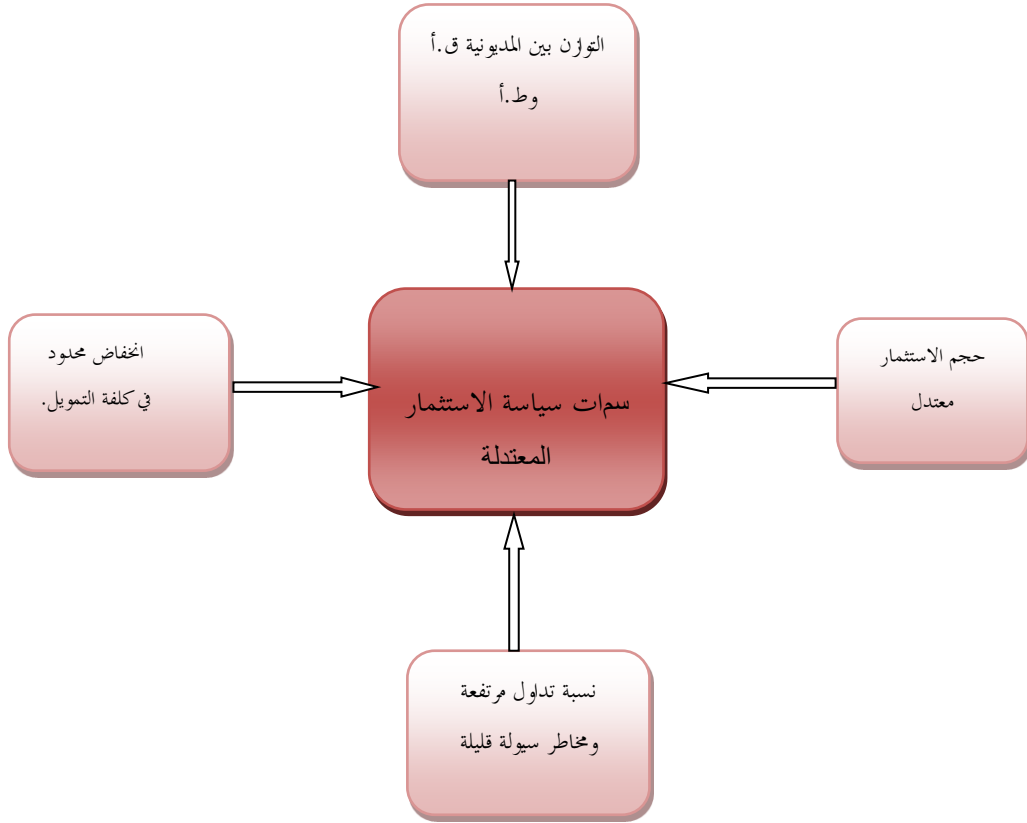 التوازن بين المديونية ق.أ
وط.أ
حجم الاستثمار
معتدل
سمات سياسة الاستثمار
المعتدلة
انخفاض محدود
في كلفة التمويل.
نسبة تداول مرتفعة
ومخاطر سيولة قليلة